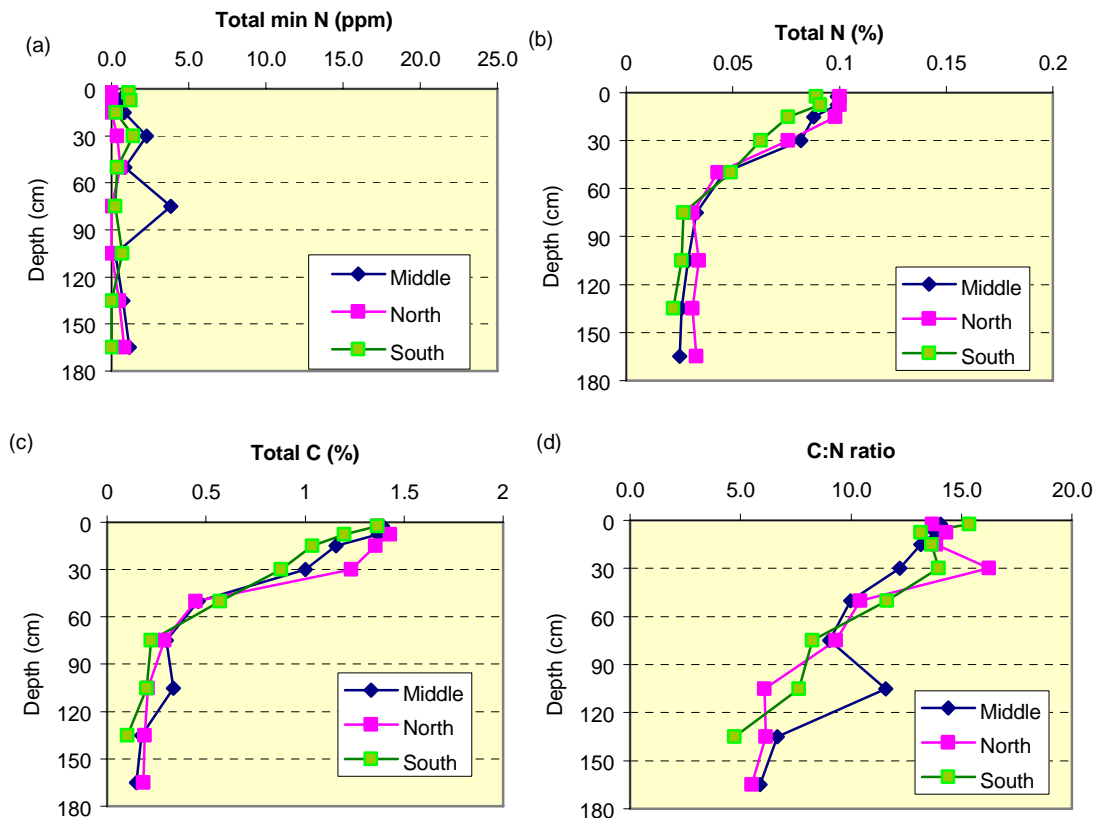 (a)
Total min N (ppm)
0.0 5.0 10.0 15.0 20.0 25.0
0
30
60
90
120
150
180
Depth (cm)
Middle
North
South
(b)
Total N (%)
0 0.05 0.1 0.15 0.2
0
30
60
90
120
150
180
Depth (cm)
Middle
North
South
(c)
Total C (%)
0 0.5 1 1.5 2
0
30
60
90
120
150
180
Depth (cm)
Middle
North
South
(d)
C:N ratio
0.0 5.0 10.0 15.0 20.0
0
30
60
90
120
150
180
Depth (cm)
Middle
North
South